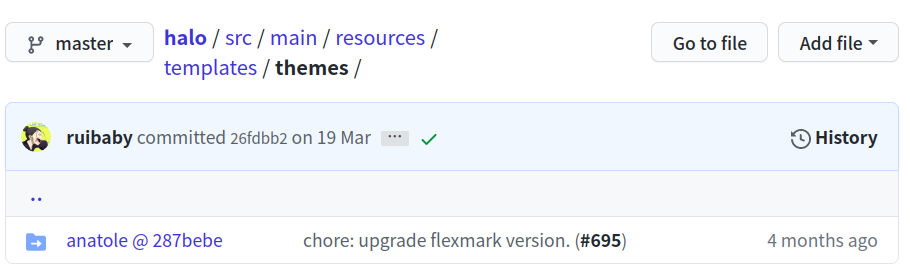 master halo / src / main / resources / Go to file Add file
templates / themes /
ruibaby committed 26fdbb2 on 19 Mar ... History
..
anatole @ 287bebe chore: upgrade flexmark version. (#695) 4 months ago